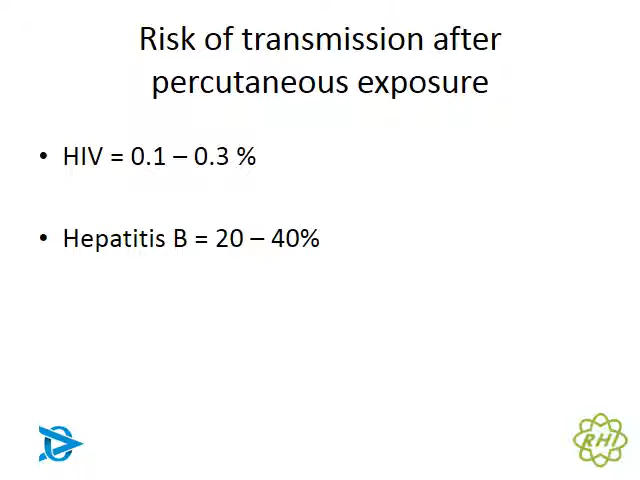 Risk of transmission after
percutaneous exposure
• HIV = 0.1 – 0.3 %
• Hepatitis B = 20 – 40%
RHI